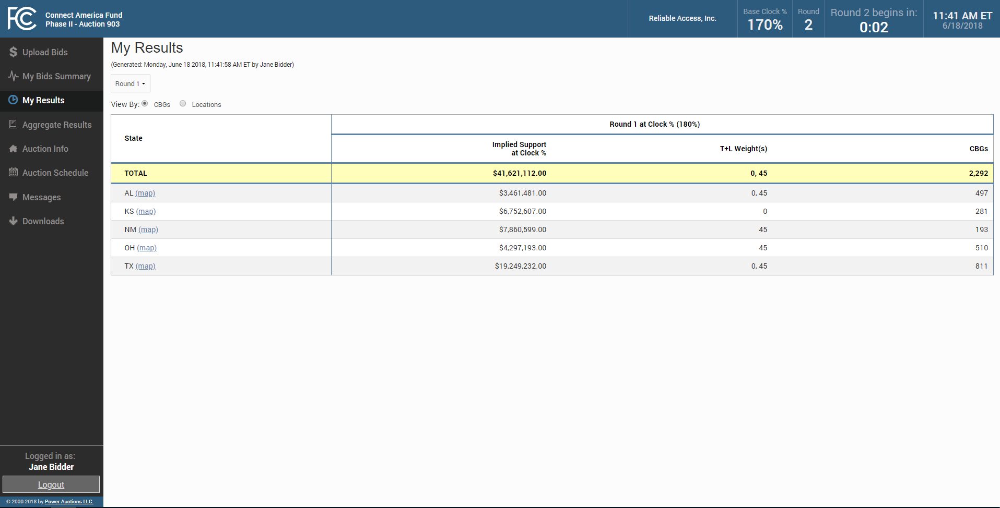 FC Connect America Fund
Phase II - Auction 903
Reliable Access, Inc.
Base Clock %
170%
Round
2
Round 2 begins in:
0:02
11:41 AM ET
6/18/2018
Upload Bids
My Bids Summary
My Results
Aggregate Results
Auction Info
Auction Schedule
Messages
Downloads
My Results
(Generated: Monday, June 18 2018, 11:41:58 AM ET by Jane Bidder)
Round 1
View By: CBGs Locations
State
Round 1 at Clock % (180%)
Implied Support
at Clock %
T+L Weight(s)
CBGs
TOTAL $41,621,112.00 0, 45 2,292
AL (map) $3,461,481.00 0, 45 497
KS (map) $6,752,607.00 0 281
NM (map) $7,860,599.00 45 193
OH (map) $4,297,193.00 45 510
TX (map) $19,249,232.00 0, 45 811
Logged in as:
Jane Bidder
Logout
© 2000-2018 by Power Auctions LLC.